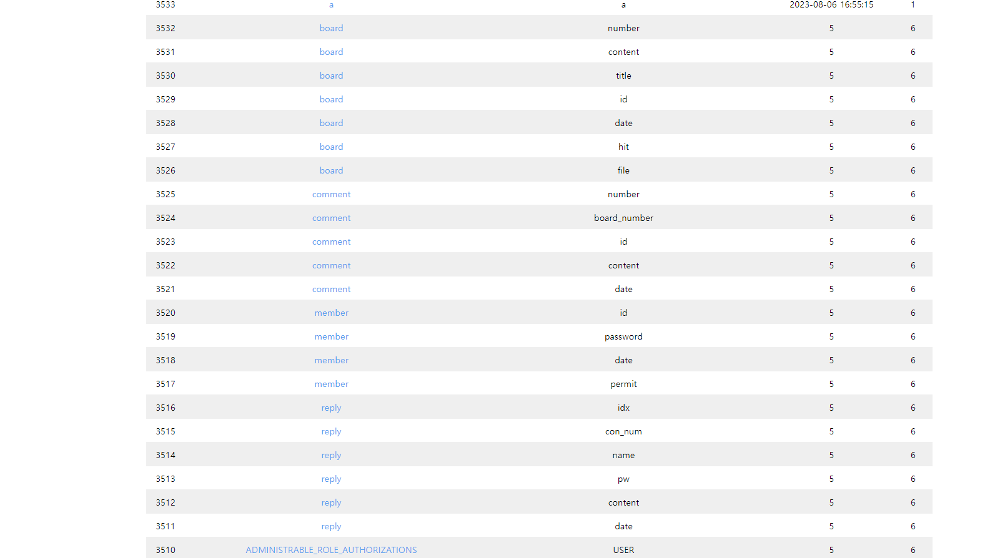 3533 a a 2023-08-06 16:55:15 1
3532 board number 5 6
3531 board content 5 6
3530 board title 5 6
3529 board id 5 6
3528 board date 5 6
3527 board hit 5 6
3526 board file 5 6
3525 comment number 5 6
3524 comment board_number 5 6
3523 comment id 5 6
3522 comment content 5 6
3521 comment date 5 6
3520 member id 5 6
3519 member password 5 6
3518 member date 5 6
3517 member permit 5 6
3516 reply idx 5 6
3515 reply con_num 5 6
3514 reply name 5 6
3513 reply pw 5 6
3512 reply content 5 6
3511 reply date 5 6
3510 ADMINISTRABLE_ROLE_AUTHORIZATIONS USER 5 6